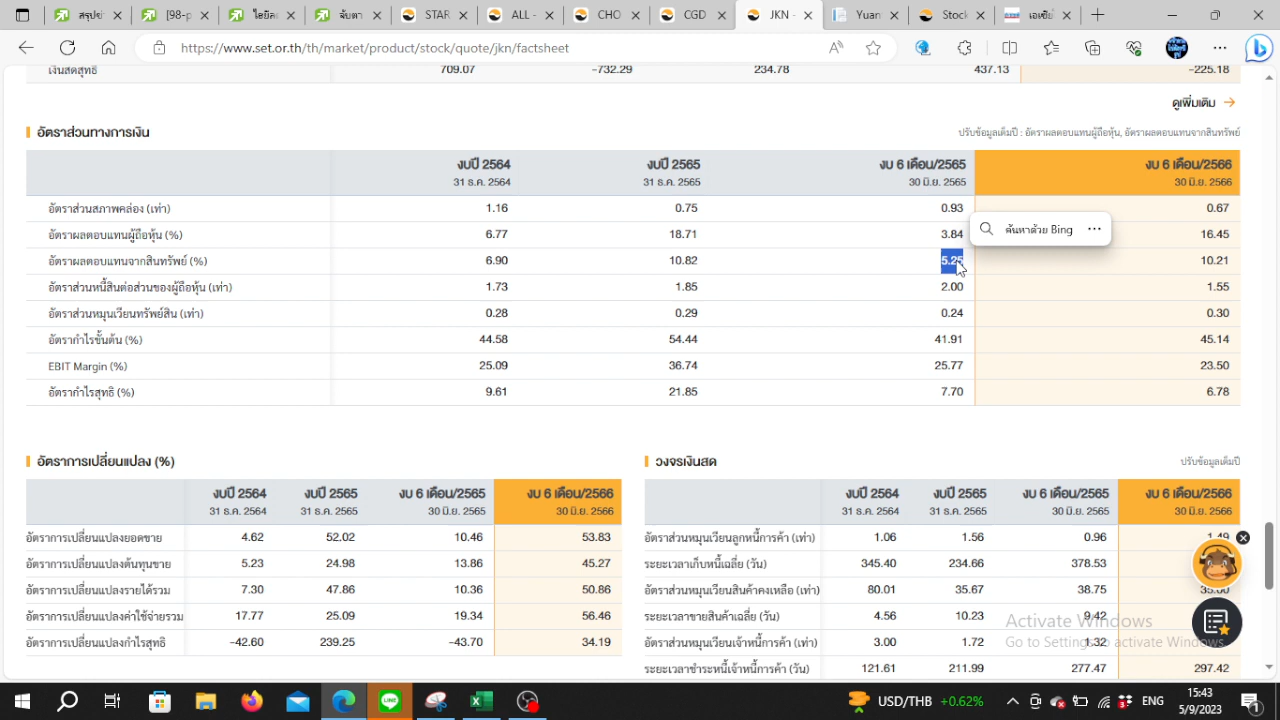 สรุปข่
[98-p
ไฮยัด
ค้นหา
STAR
ALL -
CHO
CGD
JKN -
Yuan
Stock
https://www.set.or.th/th/market/product/stock/quote/jkn/factsheet
เงินสดสุทธิ 709.07 -732.29 234.78 437.13 -225.18
ดูเพิ่มเติม →
อัตราส่วนทางการเงิน ปรับข้อมูลเต็มปี : อัตราผลตอบแทนผู้ถือหุ้น, อัตราผลตอบแทนจากสินทรัพย์
งบปี 2564 งบปี 2565 งบ 6 เดือน/2565 งบ 6 เดือน/2566
31 ธ.ค. 2564 31 ธ.ค. 2565 30 มิ.ย. 2565 30 มิ.ย. 2566
อัตราส่วนสภาพคล่อง (เท่า) 1.16 0.75 0.93 0.67
อัตราผลตอบแทนผู้ถือหุ้น (%) 6.77 18.71 3.84 16.45
ค้นหาด้วย Bing ...
อัตราผลตอบแทนจากสินทรัพย์ (%) 6.90 10.82 5.25 10.21
อัตราส่วนหนี้สินต่อส่วนของผู้ถือหุ้น (เท่า) 1.73 1.85 2.00 1.55
อัตราส่วนหมุนเวียนทรัพย์สิน (เท่า) 0.28 0.29 0.24 0.30
อัตรากำไรขั้นต้น (%) 44.58 54.44 41.91 45.14
EBIT Margin (%) 25.09 36.74 25.77 23.50
อัตรากำไรสุทธิ (%) 9.61 21.85 7.70 6.78
อัตราการเปลี่ยนแปลง (%)
งบปี 2564 งบปี 2565 งบ 6 เดือน/2565 งบ 6 เดือน/2566
31 ธ.ค. 2564 31 ธ.ค. 2565 30 มิ.ย. 2565 30 มิ.ย. 2566
อัตราการเปลี่ยนแปลงยอดขาย 4.62 52.02 10.46 53.83
อัตราการเปลี่ยนแปลงต้นทุนขาย 5.23 24.98 13.86 45.27
อัตราการเปลี่ยนแปลงรายได้รวม 7.30 47.86 10.36 50.86
อัตราการเปลี่ยนแปลงค่าใช้จ่ายรวม 17.77 25.09 19.34 56.46
อัตราการเปลี่ยนแปลงกำไรสุทธิ -42.60 239.25 -43.70 34.19
วงจรเงินสด ปรับข้อมูลเต็มปี
งบปี 2564 งบปี 2565 งบ 6 เดือน/2565 งบ 6 เดือน/2566
31 ธ.ค. 2564 31 ธ.ค. 2565 30 มิ.ย. 2565 30 มิ.ย. 2566
อัตราส่วนหมุนเวียนลูกหนี้การค้า (เท่า) 1.06 1.56 0.96 1.49
ระยะเวลาเก็บหนี้เฉลี่ย (วัน) 345.40 234.66 378.53
อัตราส่วนหมุนเวียนสินค้าคงเหลือ (เท่า) 80.01 35.67 38.75 35.00
ระยะเวลาขายสินค้าเฉลี่ย (วัน) 4.56 10.23 9.42
อัตราส่วนหมุนเวียนเจ้าหนี้การค้า (เท่า) 3.00 1.72 1.32
ระยะเวลาชำระหนี้เจ้าหนี้การค้า (วัน) 121.61 211.99 277.47 297.42
Activate Windows
Go to Settings to activate Windows.
LINE
USD/THB +0.62%
ENG
15:43
5/9/2023